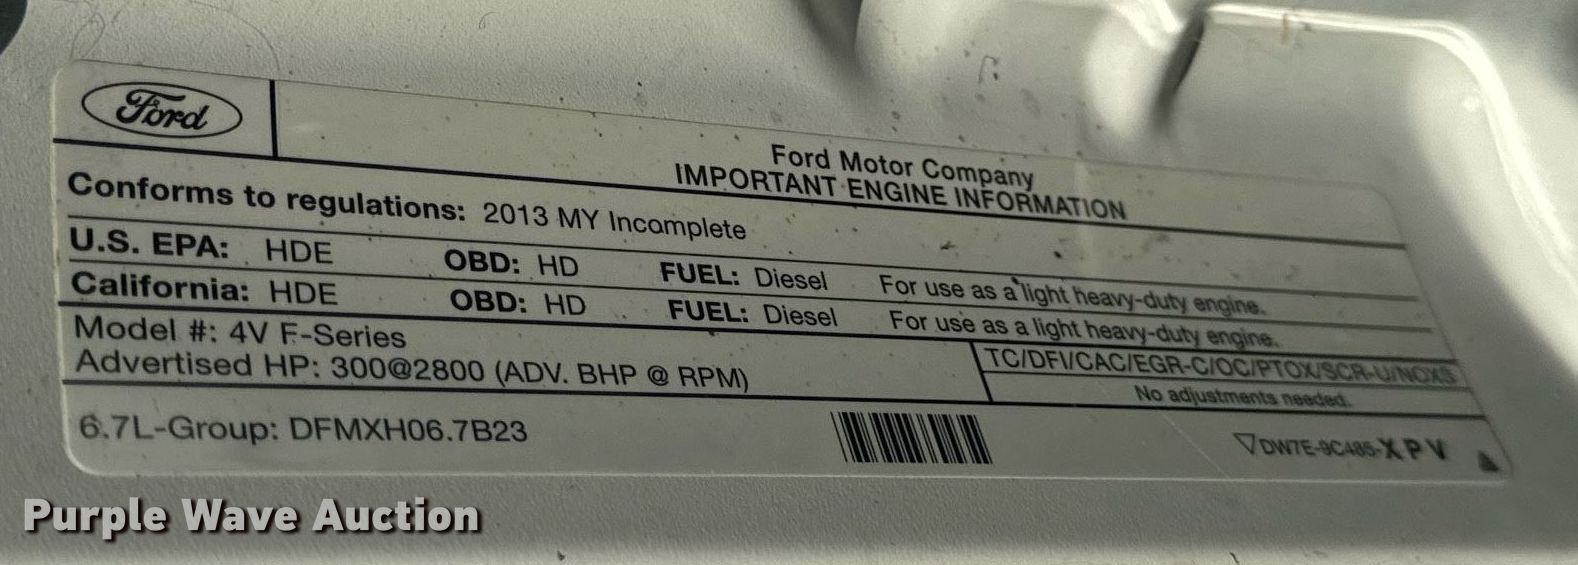 Ford
Ford Motor Company
IMPORTANT ENGINE INFORMATION
Conforms to regulations: 2013 MY Incomplete
U.S. EPA: HDE OBD: HD FUEL: Diesel For use as a light heavy-duty engine.
California: HDE OBD: HD FUEL: Diesel For use as a light heavy-duty engine.
Model #: 4V F-Series
Advertised HP: 300@2800 (ADV. BHP @ RPM)
TC/DFI/CAC/EGR-C/OC/PTOX/SCR-U/NOXS
No adjustments needed.
6.7L-Group: DFMXH06.7B23
DW7E-9C485-XPV
Purple Wave Auction